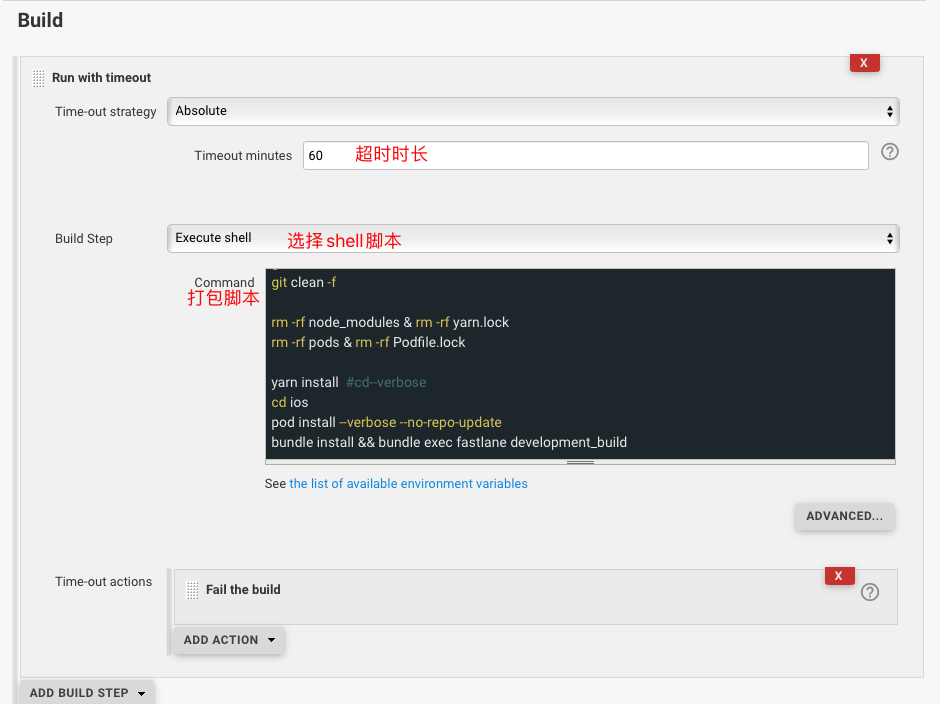 Build
X
Run with timeout
Time-out strategy Absolute
Timeout minutes 60 超时时长 ?
Build Step Execute shell 选择shell脚本
Command
打包脚本
git clean -f
rm -rf node_modules & rm -rf yarn.lock
rm -rf pods & rm -rf Podfile.lock
yarn install #cd--verbose
cd ios
pod install --verbose --no-repo-update
bundle install && bundle exec fastlane development_build
See the list of available environment variables
ADVANCED...
Time-out actions
X
Fail the build ?
ADD ACTION
ADD BUILD STEP